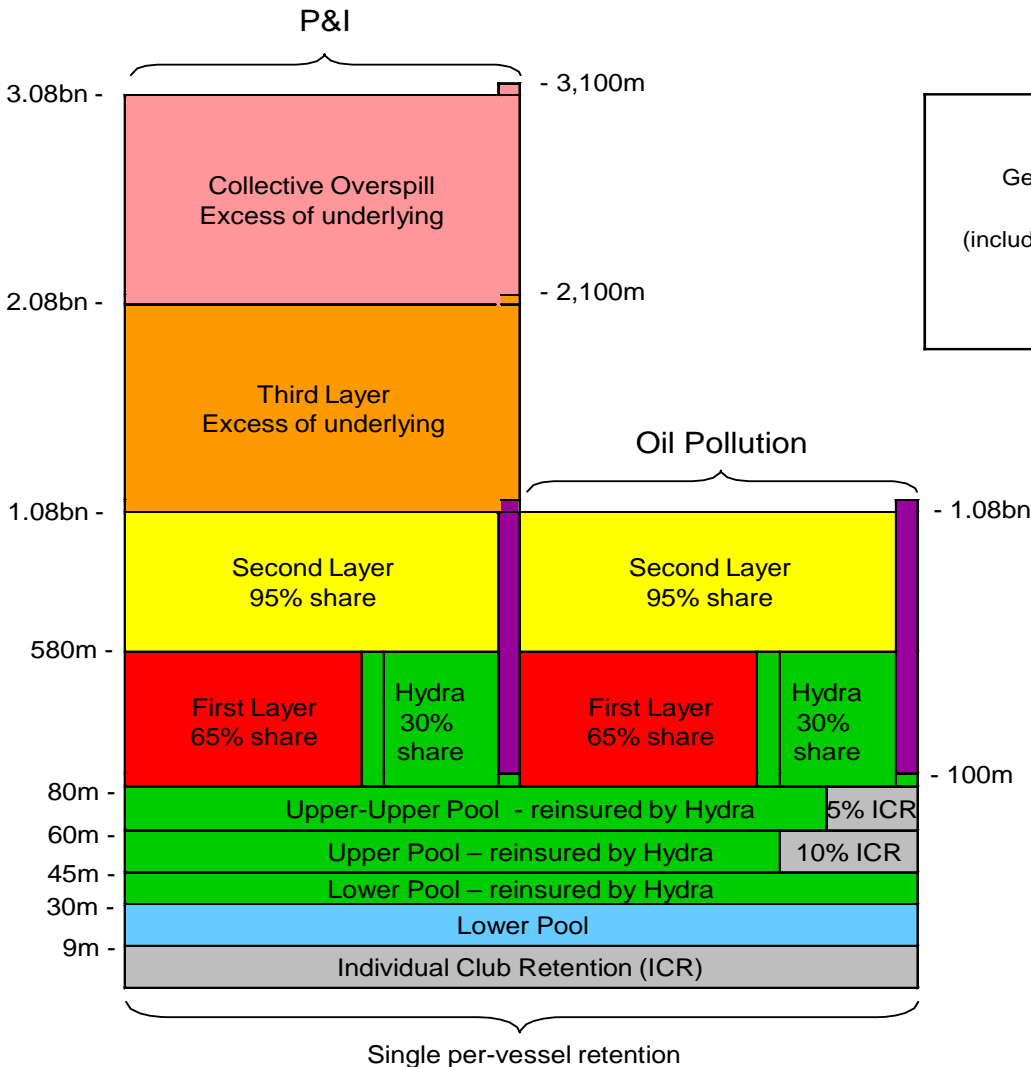 P&I
3.08bn -
- 3,100m
Ge
(includ
Collective Overspill
Excess of underlying
2.08bn -
- 2,100m
Third Layer
Excess of underlying
Oil Pollution
1.08bn -
- 1.08bn
Second Layer
95% share
Second Layer
95% share
580m -
First Layer
65% share
Hydra
30%
share
First Layer
65% share
Hydra
30%
share
- 100m
80m -
Upper-Upper Pool - reinsured by Hydra
5% ICR
60m -
Upper Pool – reinsured by Hydra
10% ICR
45m -
Lower Pool – reinsured by Hydra
30m -
Lower Pool
9m -
Individual Club Retention (ICR)
Single per-vessel retention